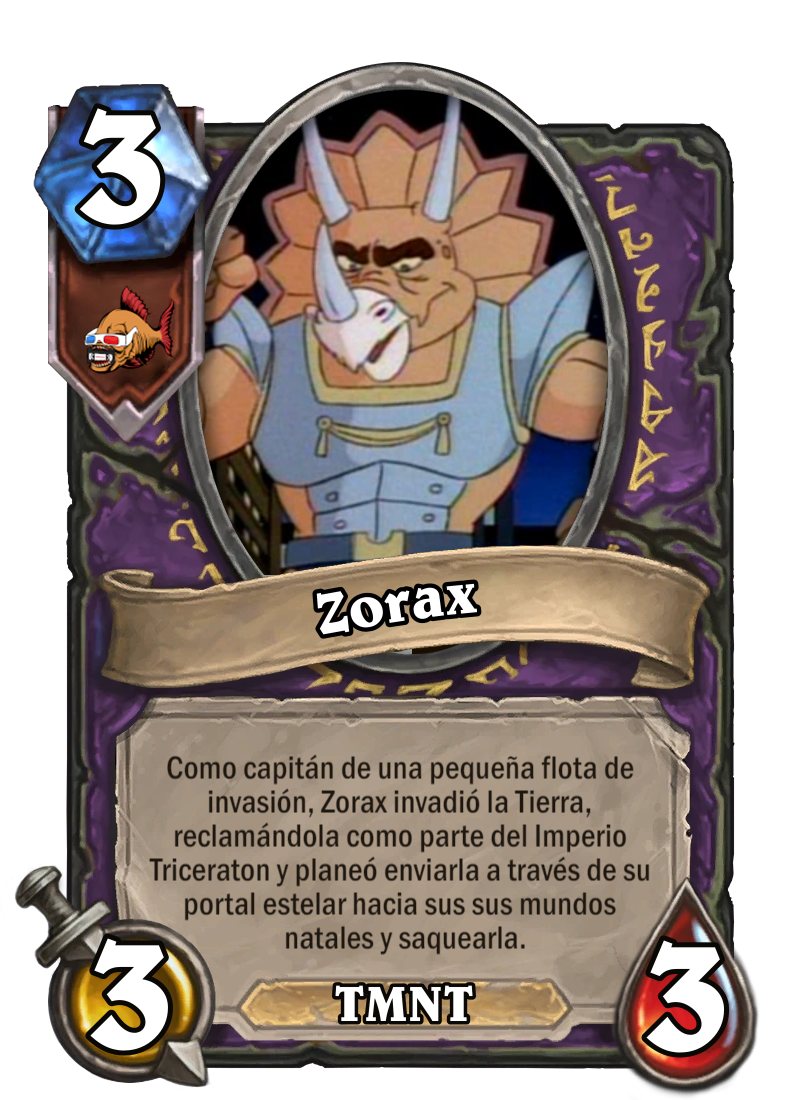 3
Zorax
Como capitán de una pequeña flota de
invasión, Zorax invadió la Tierra,
reclamándola como parte del Imperio
Triceraton y planeó enviarla a través de su
portal estelar hacia sus sus mundos
natales y saquearla.
3
TMNT
3